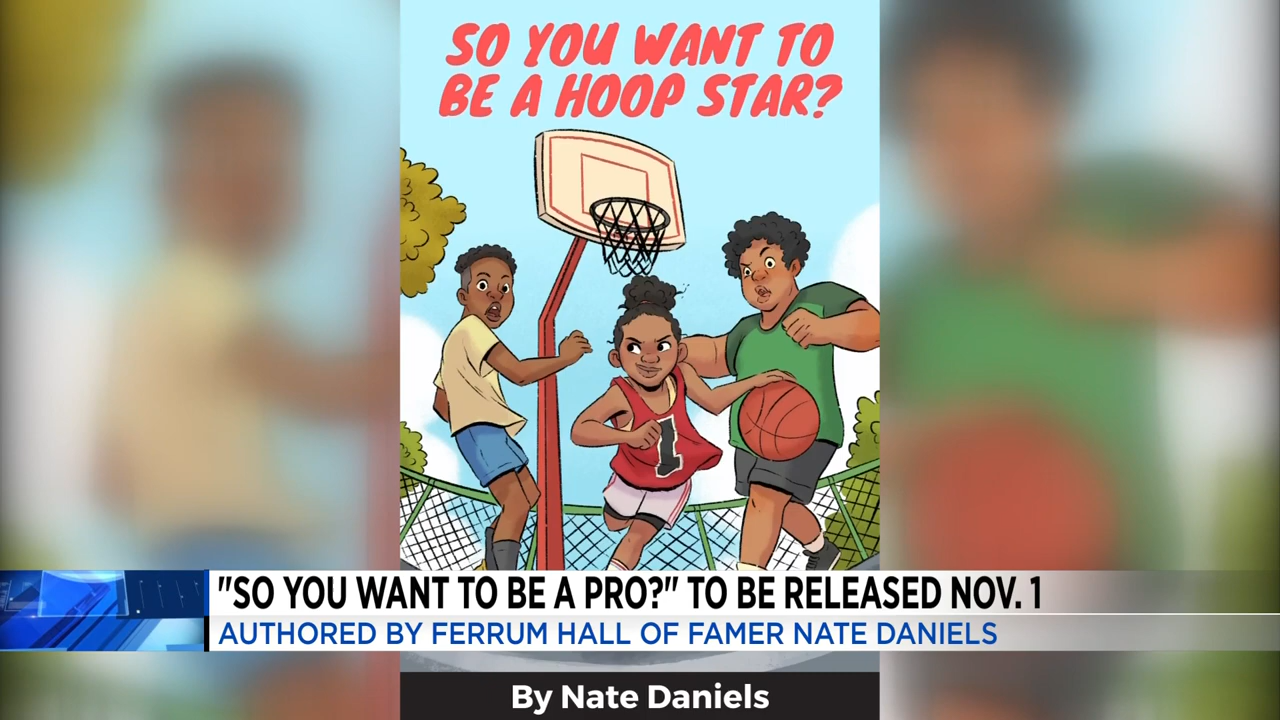 SO YOU WANT TO
BE A HOOP STAR?
1
"SO YOU WANT TO BE A PRO?" TO BE RELEASED NOV. 1
AUTHORED BY FERRUM HALL OF FAMER NATE DANIELS
By Nate Daniels